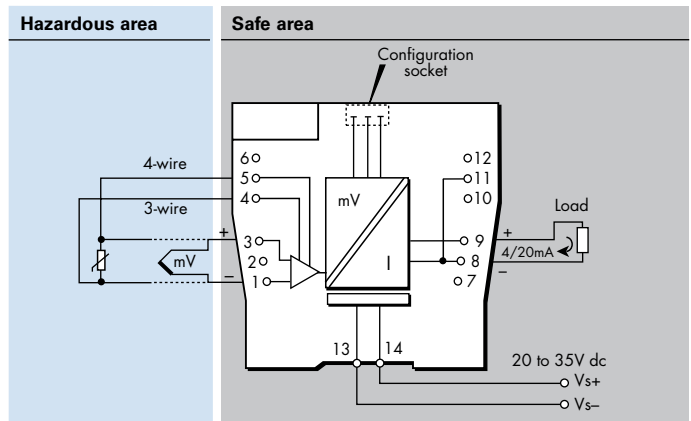 Hazardous area
Safe area
Configuration
socket
6
12
4-wire
5
11
4
mV
10
3-wire
Load
+
3
9
+
mV
2
I
8
4/20mA
–
1
7
–
13
14
20 to 35V dc
Vs+
Vs–